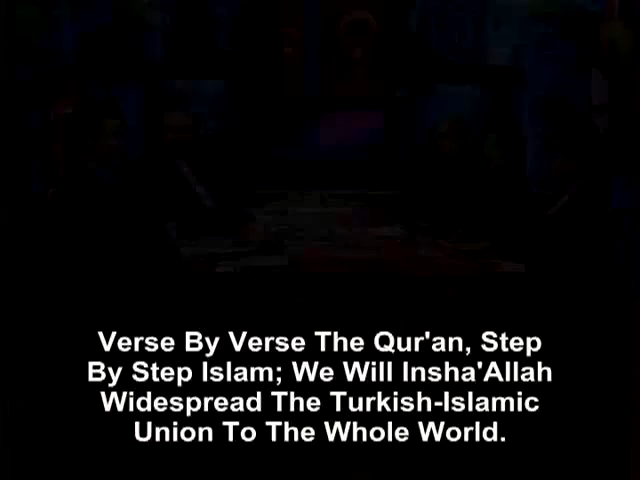 Verse By Verse The Qur'an, Step
By Step Islam; We Will Insha'Allah
Widespread The Turkish-Islamic
Union To The Whole World.